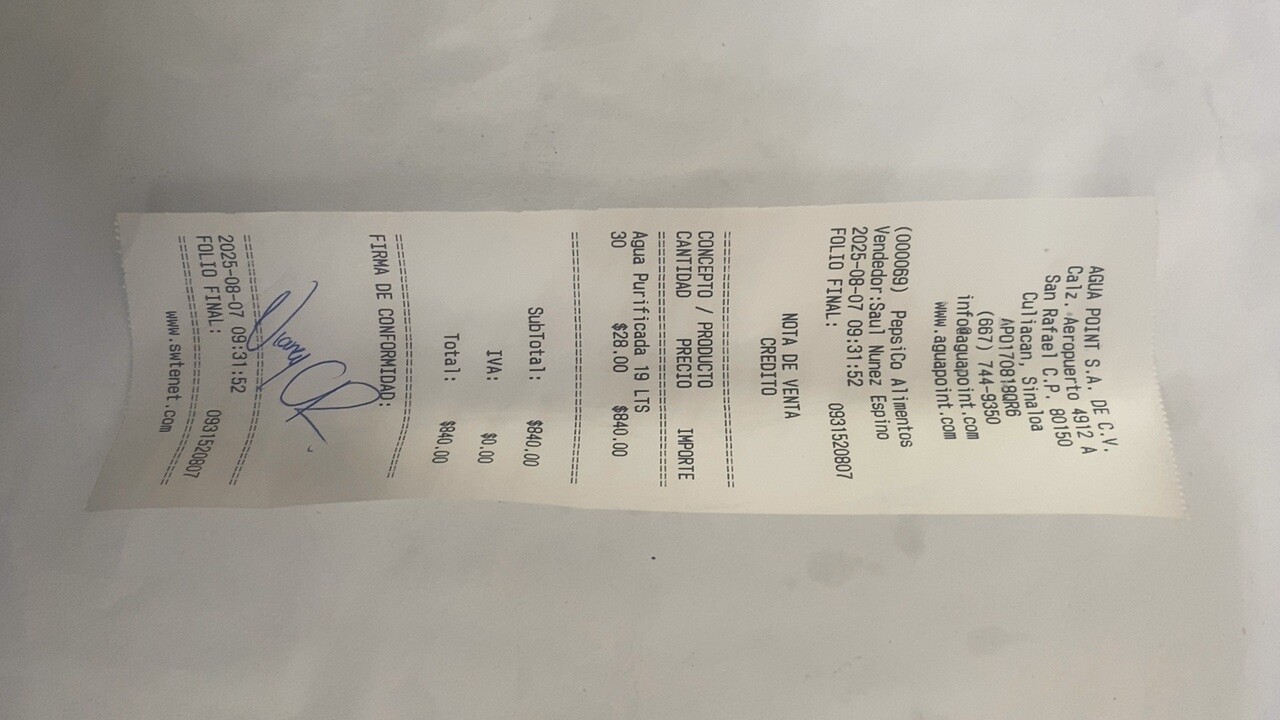 AGUA POINT S.A. DE C.V.
Calz. Aeropuerto 4912 A
San Rafael C.P. 80150
Culiacan, Sinaloa
APO170818QR6
(667) 744-9350
info@aguapoint.com
www.aguapoint.com
(000069) PepsiCo Alimentos
Vendedor:Saul Nunez Espino
2025-08-07 09:31:52
FOLIO FINAL: 0931520807
NOTA DE VENTA
CREDITO
CONCEPTO / PRODUCTO
CANTIDAD PRECIO IMPORTE
Agua Purificada 19 LTS
30 $28.00 $840.00
SubTotal: $840.00
IVA: $0.00
Total: $840.00
FIRMA DE CONFORMIDAD:
2025-08-07 09:31:52
FOLIO FINAL: 0931520807
www.swtenet.com